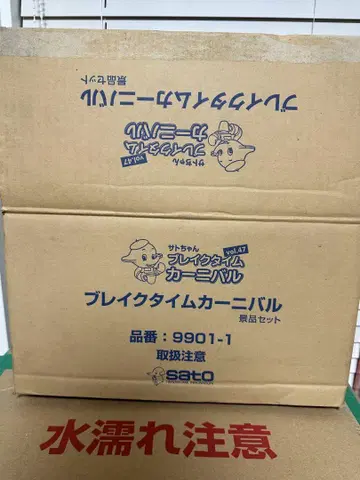 ブレイクタイムカーニバル
景品セット
サトちゃん
ブレイクタイム
vol.47
カーニバル
サトちゃん
ブレイクタイム
vol.47
カーニバル
ブレイクタイムカーニバル
景品セット
品番:9901-1
取扱注意
sato
水濡れ注意